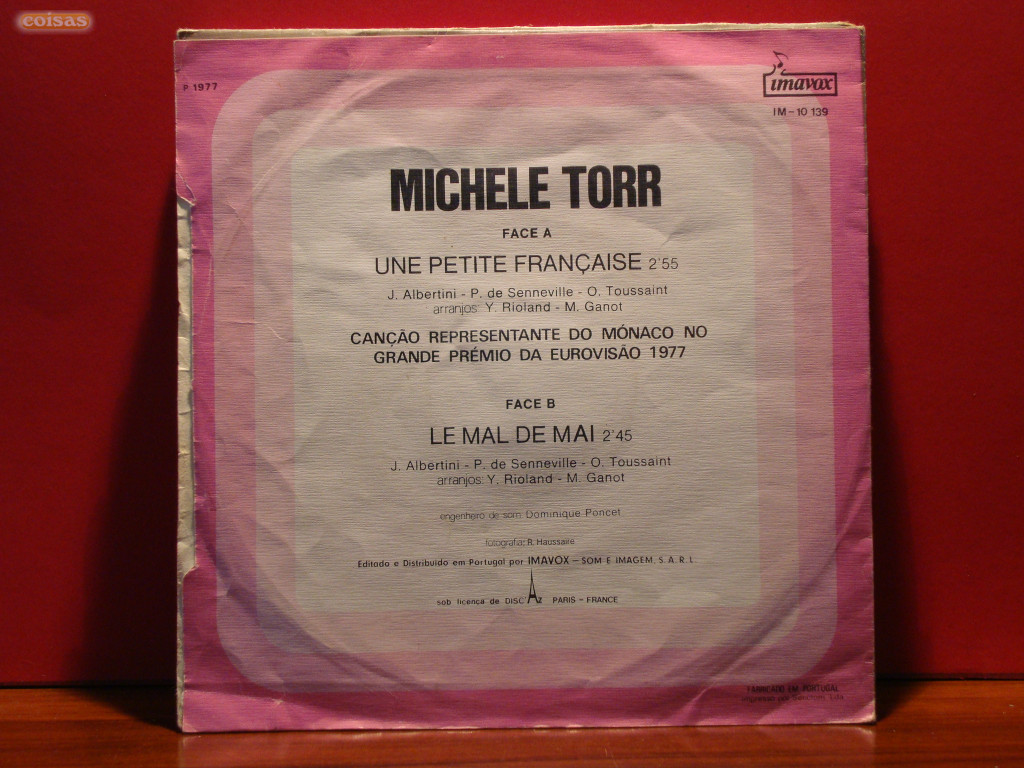 coisas
P 1977
imavox
IM-10 139
MICHELE TORR
FACE A
UNE PETITE FRANÇAISE 2'55
J. Albertini - P. de Senneville - O. Toussaint
arranjos: Y. Rioland - M. Ganot
CANÇÃO REPRESENTANTE DO MÓNACO NO
GRANDE PRÉMIO DA EUROVISÃO 1977
FACE B
LE MAL DE MAI 2'45
J. Albertini - P. de Senneville - O. Toussaint
arranjos: Y. Rioland - M. Ganot
engenheiro de som: Dominique Poncet
fotografia: R. Haussaire
Editado e Distribuído em Portugal por IMAVOX - SOM E IMAGEM, S. A. R. L.
sob licença de DISC'AZ PARIS - FRANCE
FABRICADO EM PORTUGAL